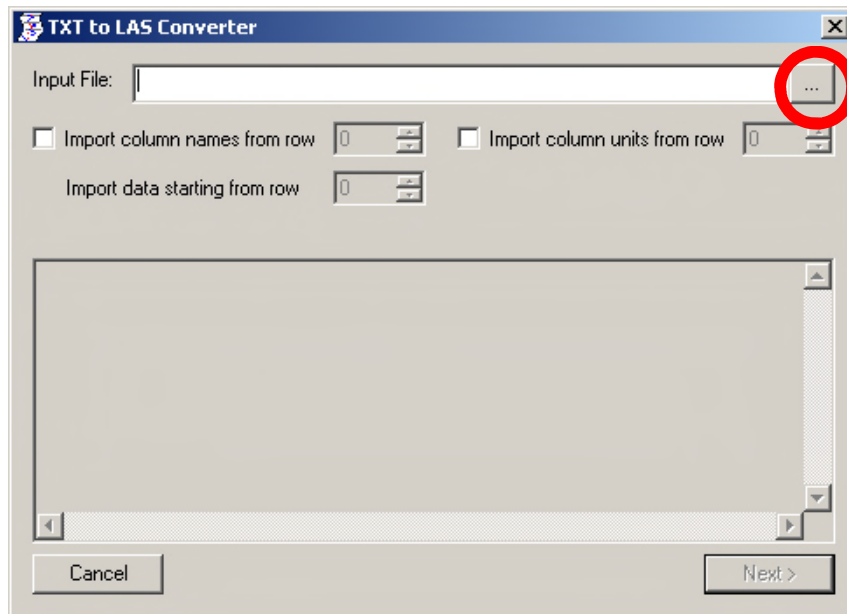 TXT to LAS Converter
Input File: ...
Import column names from row 0 Import column units from row 0
Import data starting from row 0
Cancel Next >